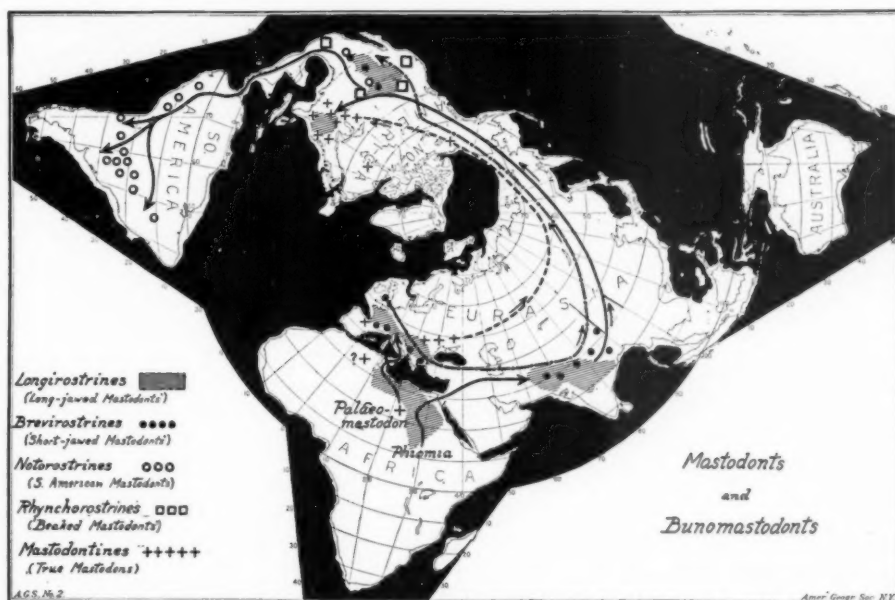 SO.
AMERICA
NO.
EURASIA
AUSTRALIA
?+
Palaeo-
mastodon
Phiomia
AFRICA
Longirostrines
(Long-jawed Mastodonts)
Brevirostrines
(Short-jawed Mastodonts)
Notorostrines
(S. American Mastodonts)
Rhynchorostrines
(Beaked Mastodonts)
Mastodontines
(True Mastodons)
Mastodonts
and
Bunomastodonts
A.G.S. No. 2
Amer. Geogr. Soc. N.Y.